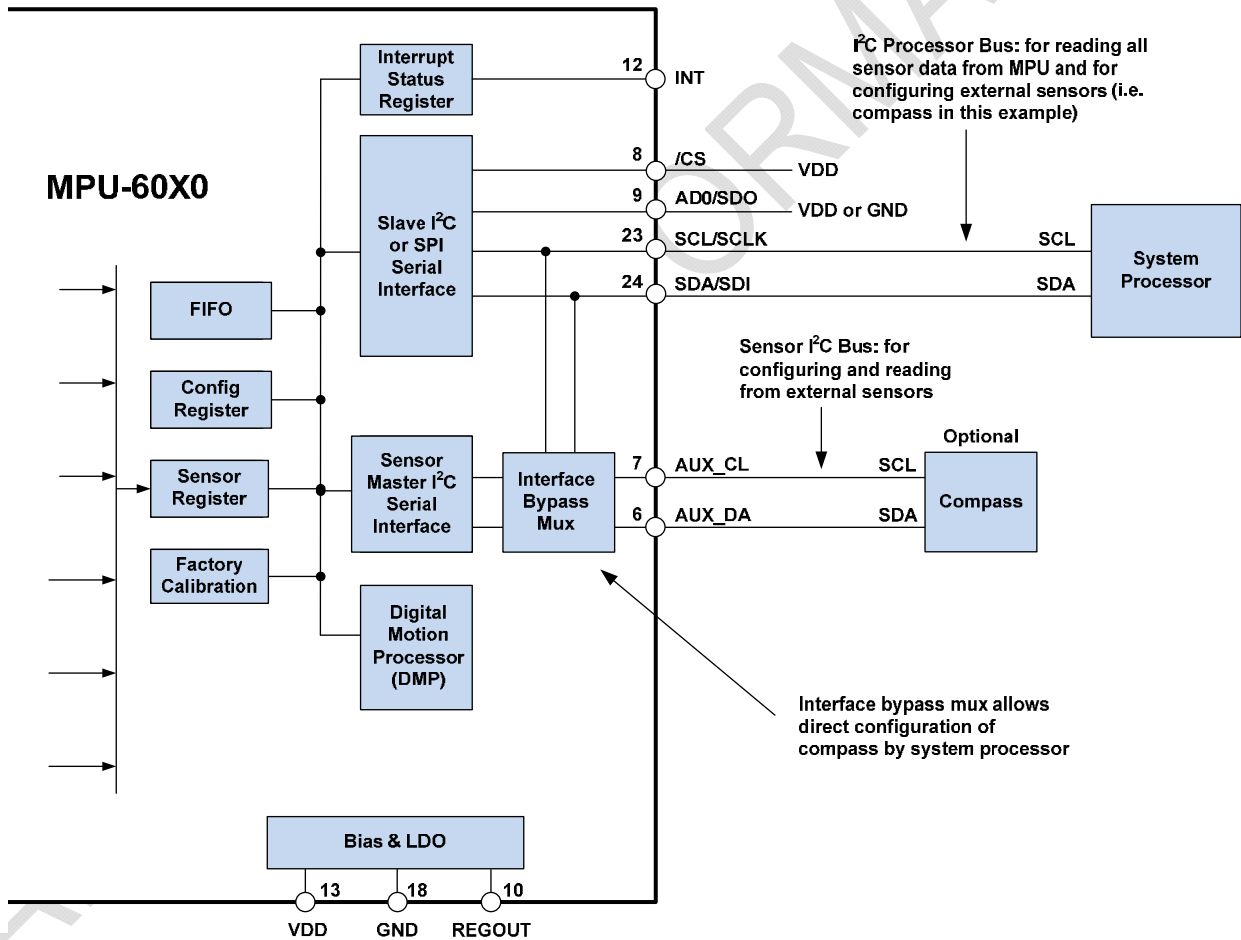 MPU-60X0
Interrupt
Status
Register
12
INT
I²C Processor Bus: for reading all
sensor data from MPU and for
configuring external sensors (i.e.
compass in this example)
Slave I²C
or SPI
Serial
Interface
8
/CS
VDD
9
AD0/SDO
VDD or GND
23
SCL/SCLK
SCL
24
SDA/SDI
SDA
System
Processor
FIFO
Config
Register
Sensor
Register
Factory
Calibration
Sensor I²C Bus: for
configuring and reading
from external sensors
Sensor
Master I²C
Serial
Interface
Interface
Bypass
Mux
7
AUX_CL
SCL
6
AUX_DA
SDA
Optional
Compass
Digital
Motion
Processor
(DMP)
Interface bypass mux allows
direct configuration of
compass by system processor
Bias & LDO
13
18
10
VDD
GND
REGOUT
ORMA